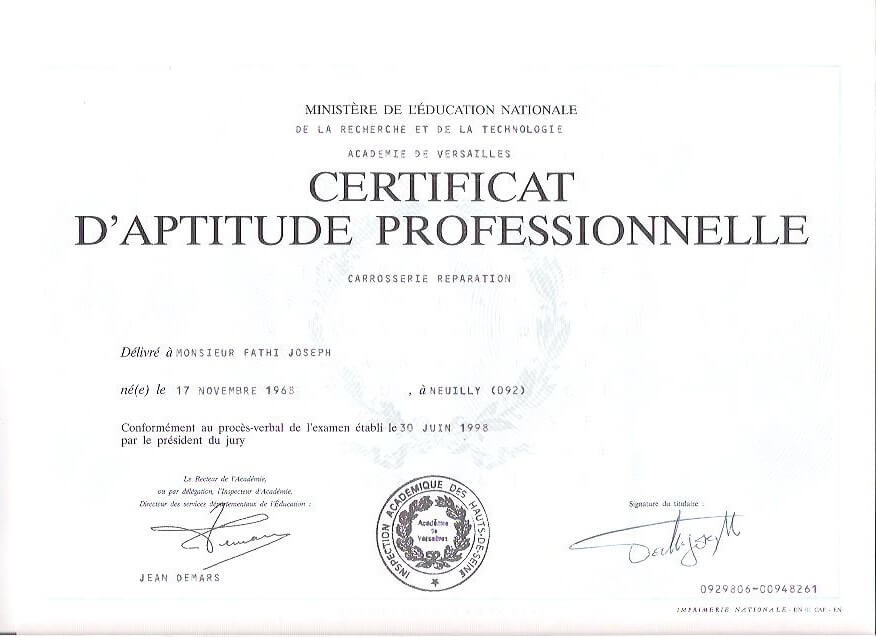 MINISTÈRE DE L'ÉDUCATION NATIONALE
DE LA RECHERCHE ET DE LA TECHNOLOGIE
ACADEMIE DE VERSAILLES
CERTIFICAT
D'APTITUDE PROFESSIONNELLE
CARROSSERIE REPARATION
Délivré à MONSIEUR FATHI JOSEPH
né(e) le 17 NOVEMBRE 1968 , à NEUILLY (092)
Conformément au procès-verbal de l'examen établi le 30 JUIN 1998
par le président du jury
Le Recteur de l'Académie,
ou par délégation, l'Inspecteur d'Académie,
Directeur des services départementaux de l'Éducation :
JEAN DEMARS
INSPECTION ACADÉMIQUE DES HAUTS-DE-SEINE
Académie
de
Versailles
Signature du titulaire :
0929806-00948261
IMPRIMERIE NATIONALE - EN 01 CAP - EN